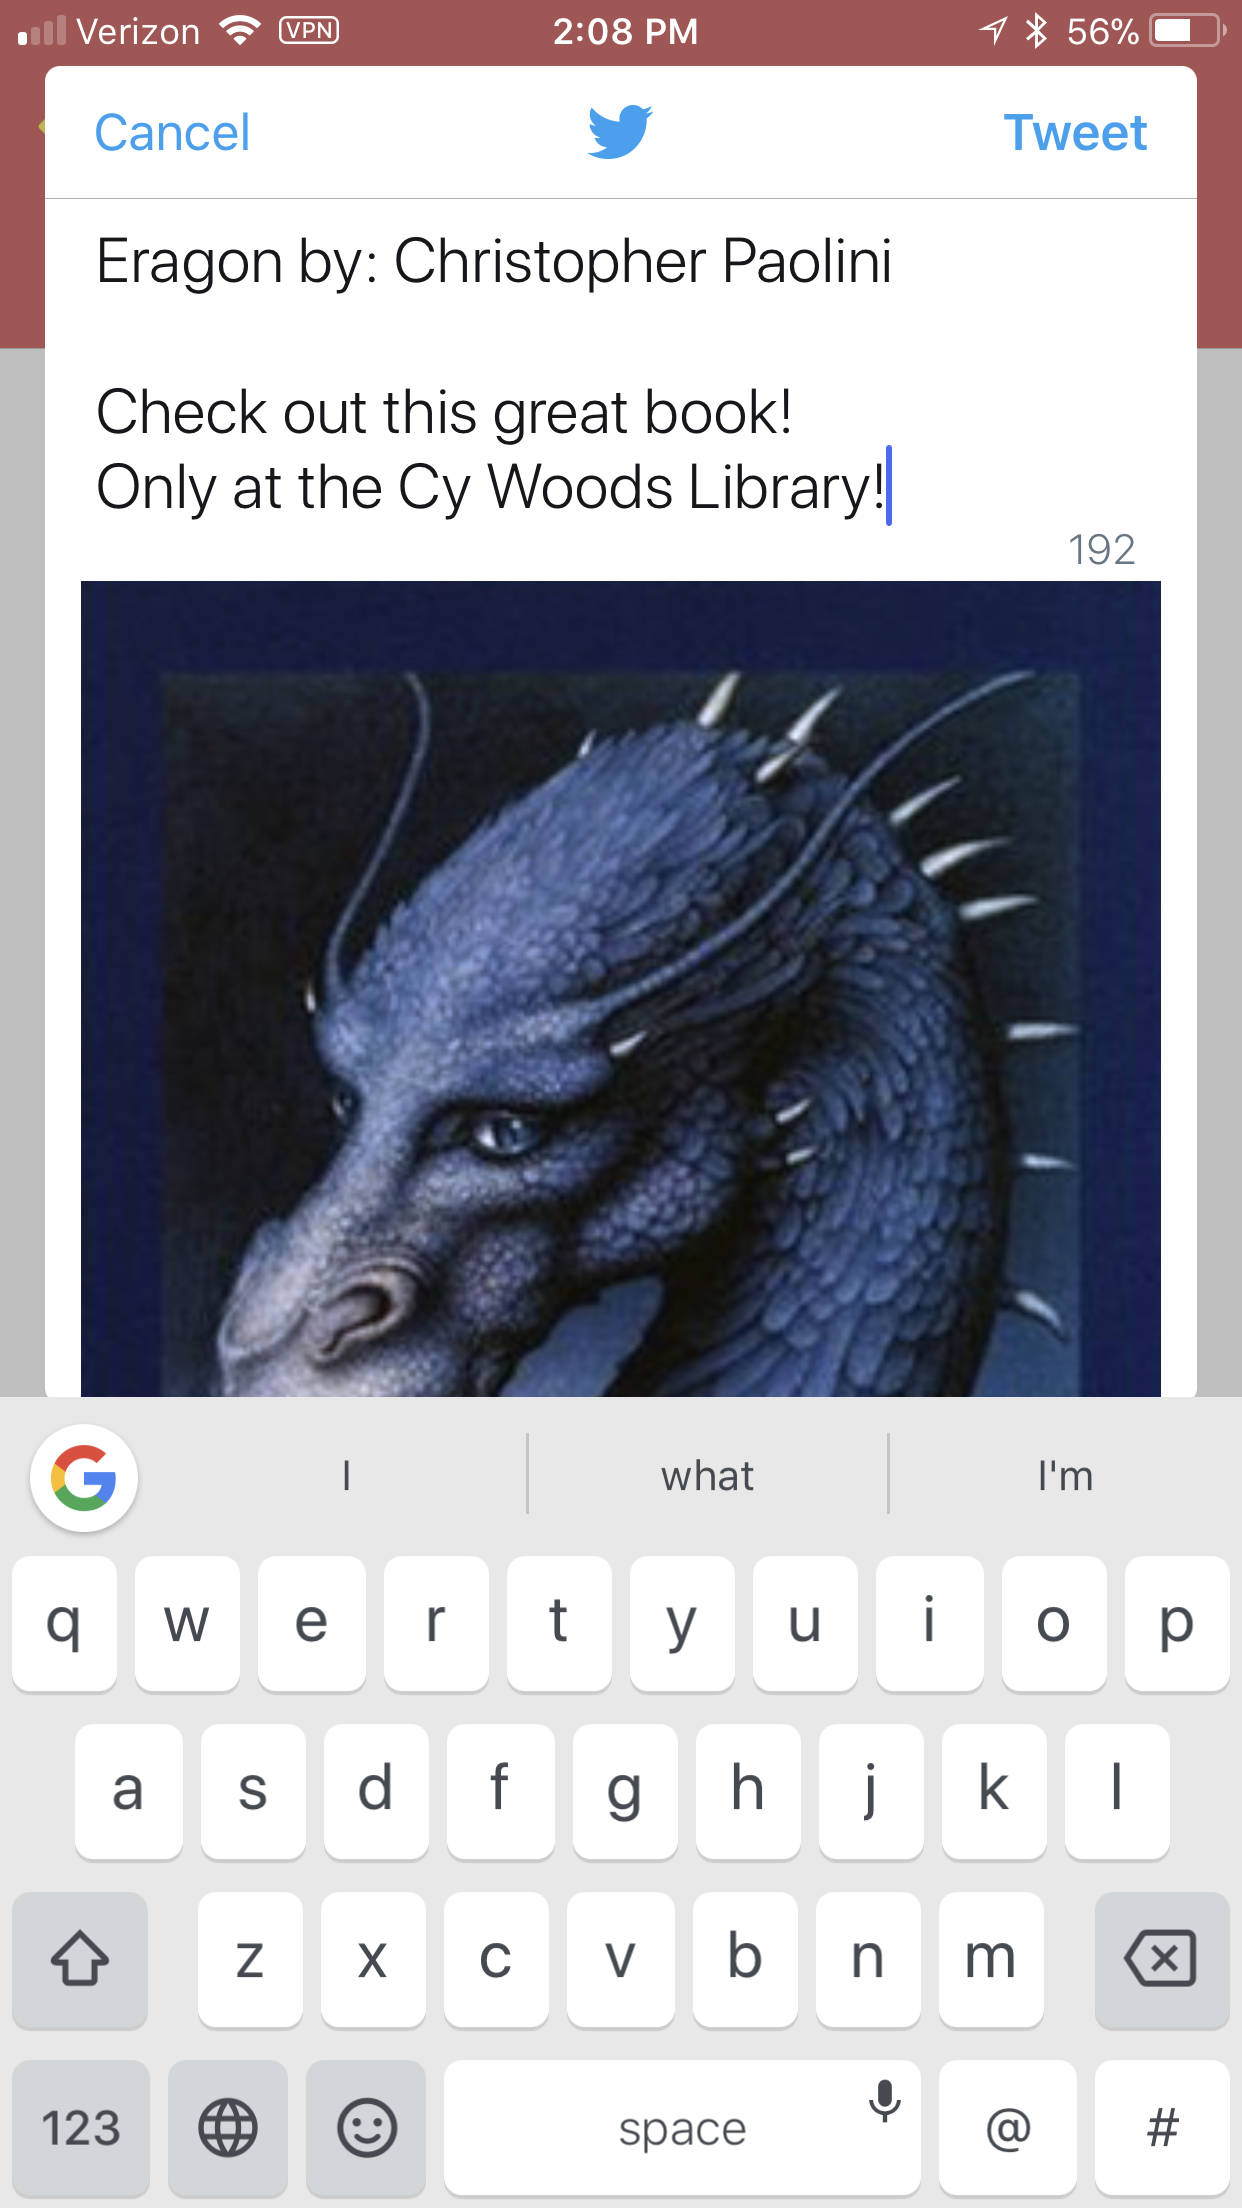 Verizon VPN 2:08 PM 56%
Cancel Tweet
Eragon by: Christopher Paolini
Check out this great book!
Only at the Cy Woods Library!
192
G I what I'm
q w e r t y u i o p
a s d f g h j k l
z x c v b n m
123 space @ #